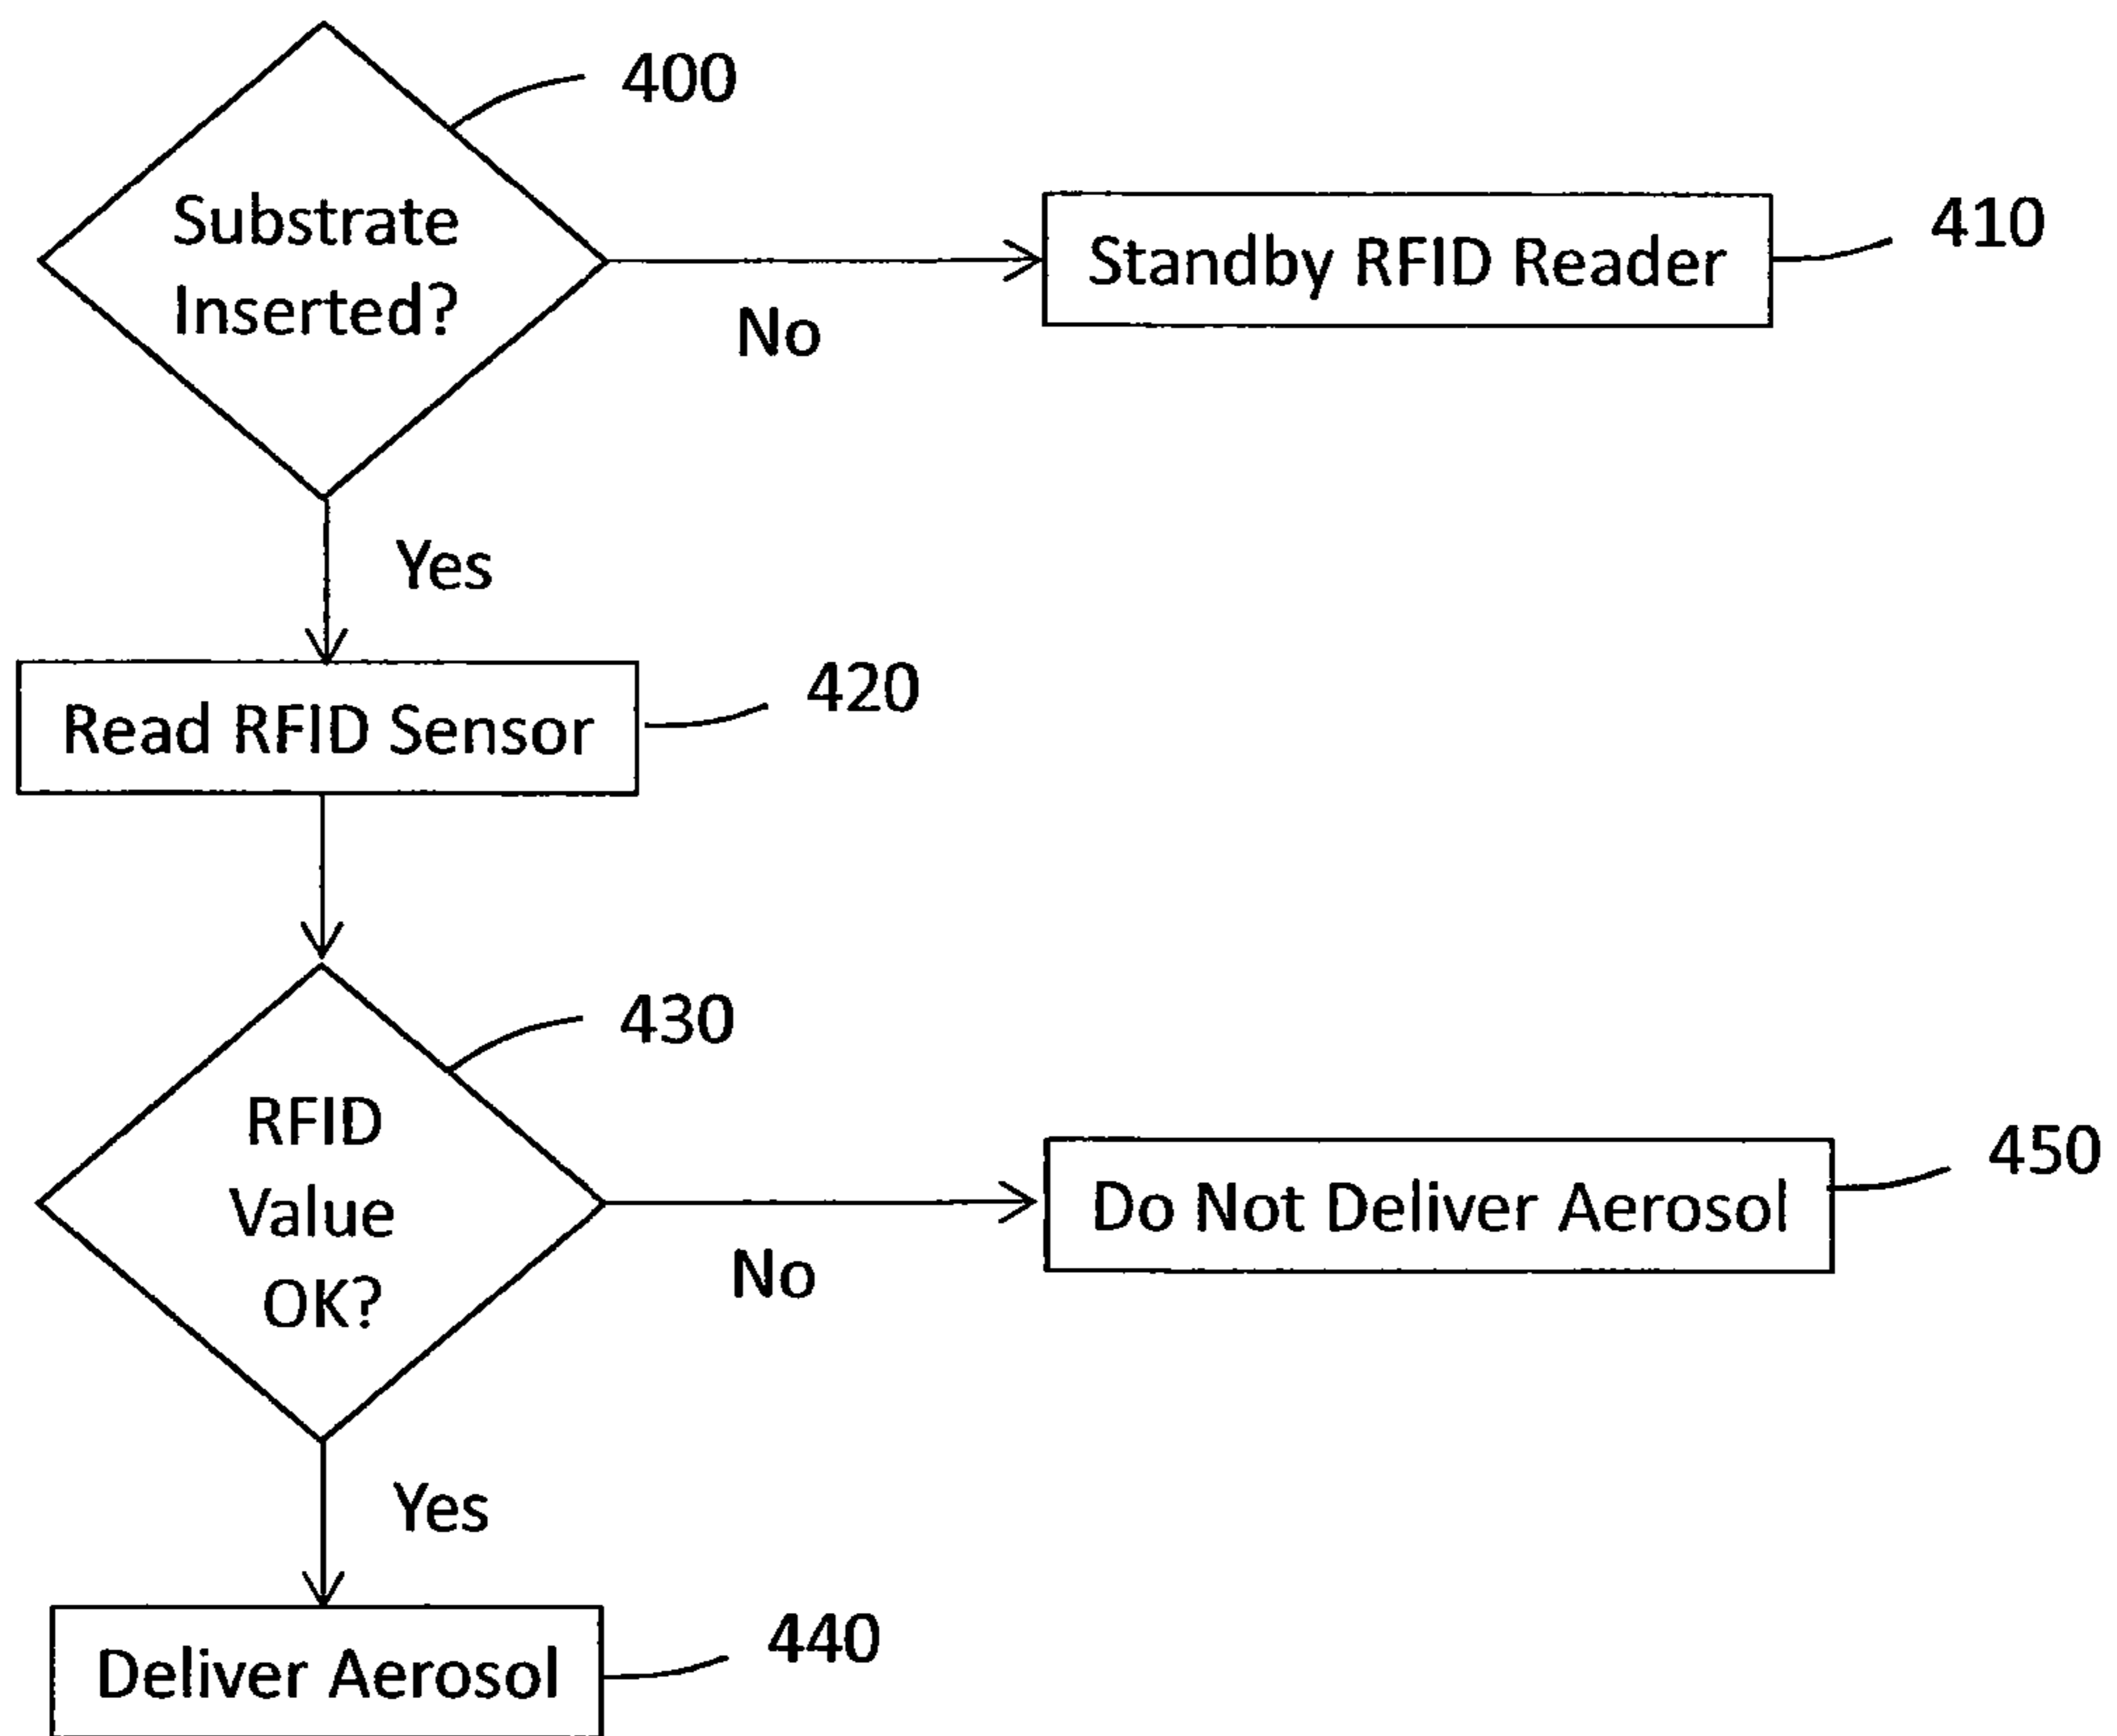 400
Substrate
Inserted?
No
Standby RFID Reader
410
Yes
Read RFID Sensor
420
430
RFID
Value
OK?
No
Do Not Deliver Aerosol
450
Yes
Deliver Aerosol
440